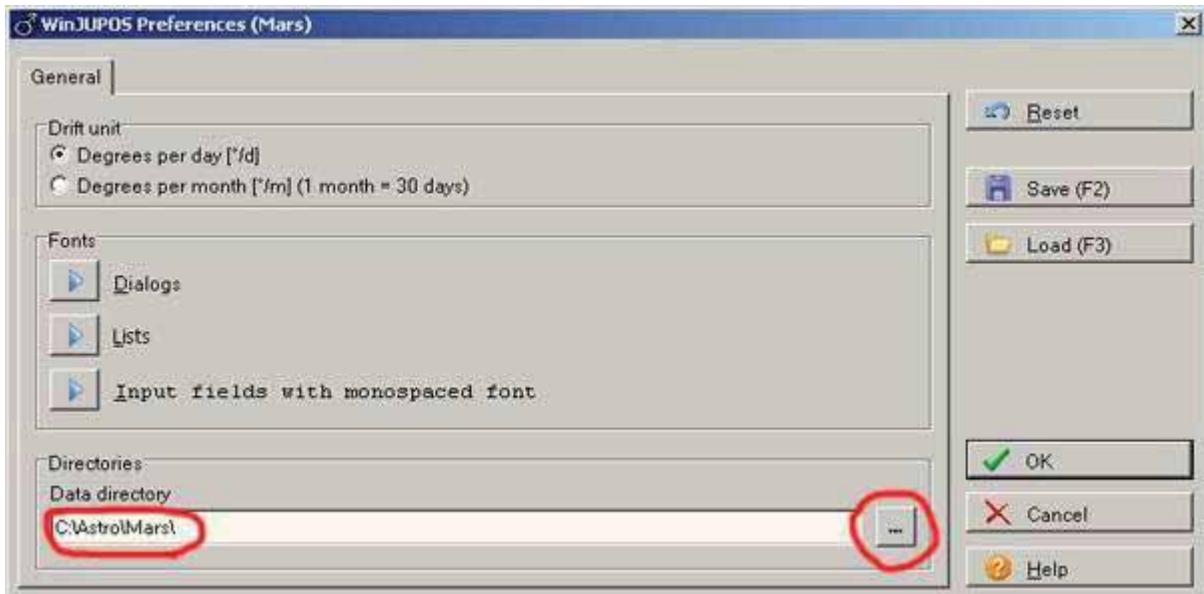 WinJUPOS Preferences (Mars)
General
Drift unit
Degrees per day [°/d]
Degrees per month [°/m] (1 month = 30 days)
Fonts
Dialogs
Lists
Input fields with monospaced font
Directories
Data directory
C:\Astro\Mars\
...
Reset
Save (F2)
Load (F3)
OK
Cancel
Help